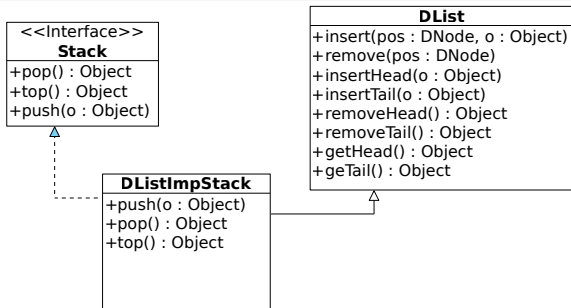 <<Interface>>
Stack
+pop() : Object
+top() : Object
+push(o : Object)
DList
+insert(pos : DNode, o : Object)
+remove(pos : DNode)
+insertHead(o : Object)
+insertTail(o : Object)
+removeHead() : Object
+removeTail() : Object
+getHead() : Object
+geTail() : Object
DListImpStack
+push(o : Object)
+pop() : Object
+top() : Object